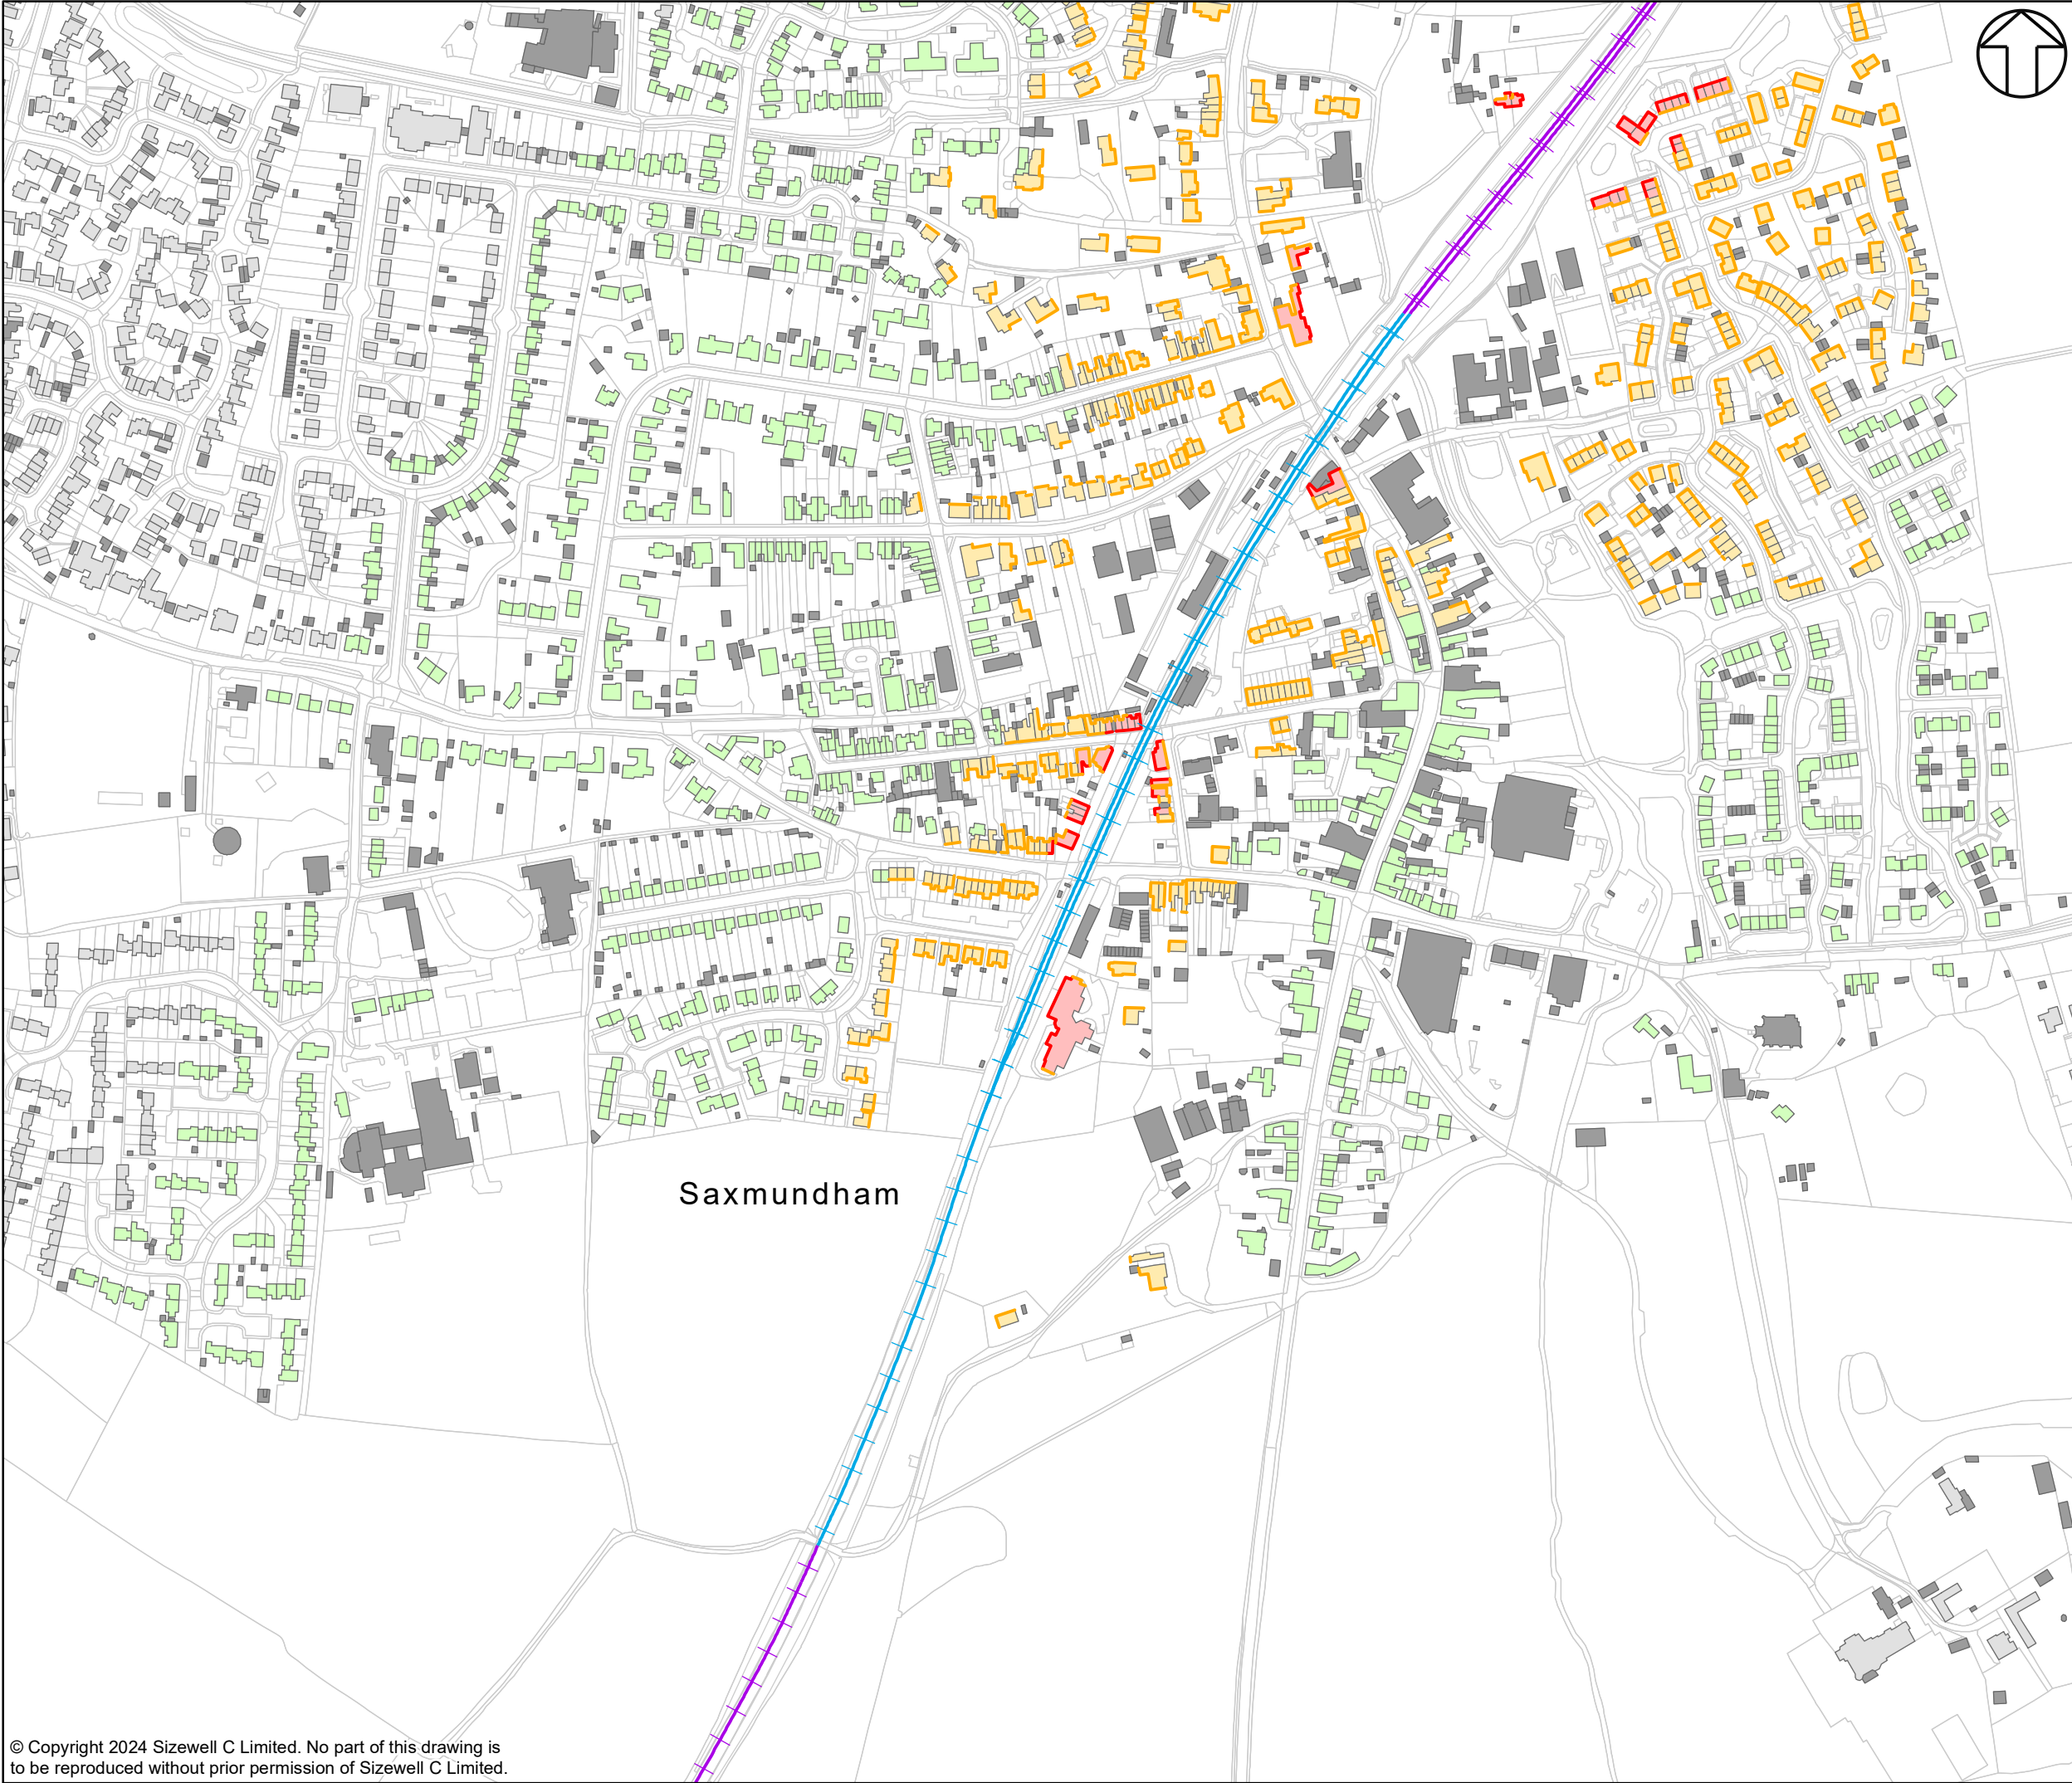 Saxmundham
© Copyright 2024 Sizewell C Limited. No part of this drawing is
to be reproduced without prior permission of Sizewell C Limited.